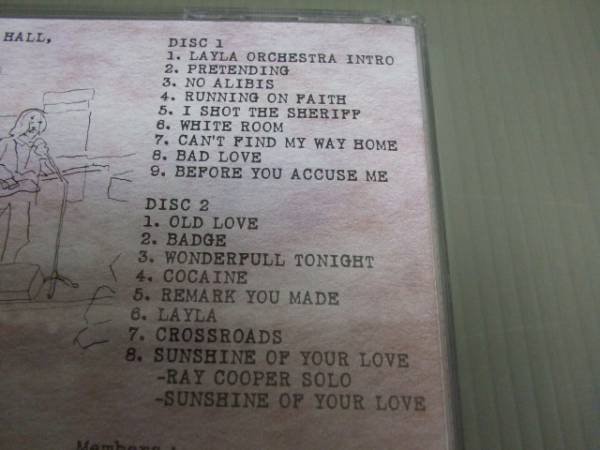 HALL,
DISC 1
1. LAYLA ORCHESTRA INTRO
2. PRETENDING
3. NO ALIBIS
4. RUNNING ON FAITH
5. I SHOT THE SHERIFF
6. WHITE ROOM
7. CAN'T FIND MY WAY HOME
8. BAD LOVE
9. BEFORE YOU ACCUSE ME
DISC 2
1. OLD LOVE
2. BADGE
3. WONDERFULL TONIGHT
4. COCAINE
5. REMARK YOU MADE
6. LAYLA
7. CROSSROADS
8. SUNSHINE OF YOUR LOVE
-RAY COOPER SOLO
-SUNSHINE OF YOUR LOVE